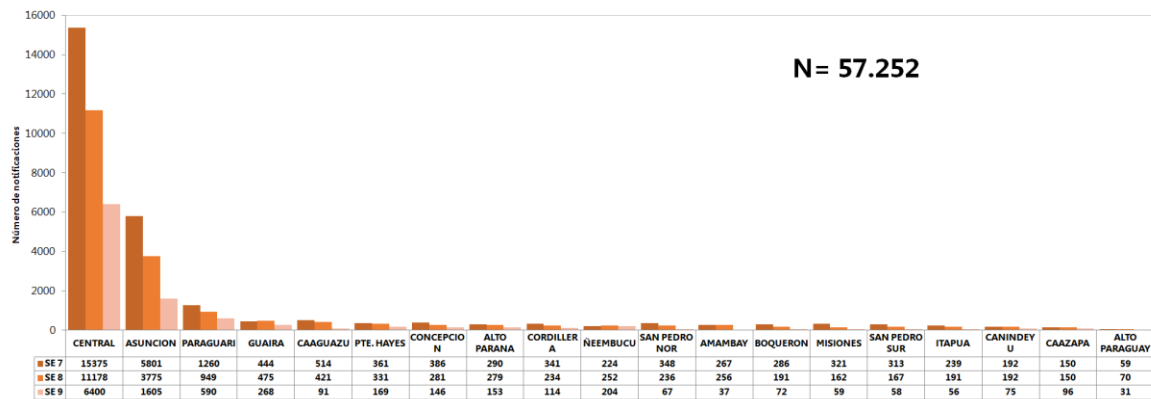 16000
14000
12000
10000
8000
6000
4000
2000
0
Número de notificaciones
N= 57.252
CENTRAL ASUNCION PARAGUARI GUAIRA CAAGUAZU PTE. HAYES CONCEPCIO N ALTO PARANA CORDILLER A ÑEEMBUCU SAN PEDRO NOR AMAMBAY BOQUERON MISIONES SAN PEDRO SUR ITAPUA CANINDEY U CAAZAPA ALTO PARAGUAY
SE 7 15375 5801 1260 444 514 361 386 290 341 224 348 267 286 321 313 239 192 150 59
SE 8 11178 3775 949 475 421 331 281 279 234 252 236 256 191 162 167 191 192 150 70
SE 9 6400 1605 590 268 91 169 146 153 114 204 67 37 72 59 58 56 75 96 31